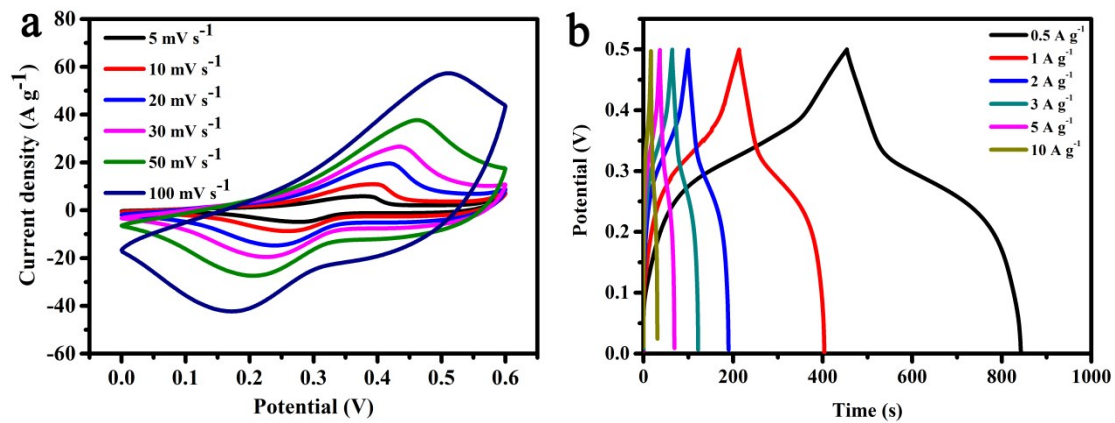 a
80
60
40
20
0
-20
-40
-60
Current density (A g⁻¹)
5 mV s⁻¹
10 mV s⁻¹
20 mV s⁻¹
30 mV s⁻¹
50 mV s⁻¹
100 mV s⁻¹
0.0 0.1 0.2 0.3 0.4 0.5 0.6
Potential (V)
b
0.5
0.4
0.3
0.2
0.1
0.0
Potential (V)
0.5 A g⁻¹
1 A g⁻¹
2 A g⁻¹
3 A g⁻¹
5 A g⁻¹
10 A g⁻¹
0 200 400 600 800 1000
Time (s)